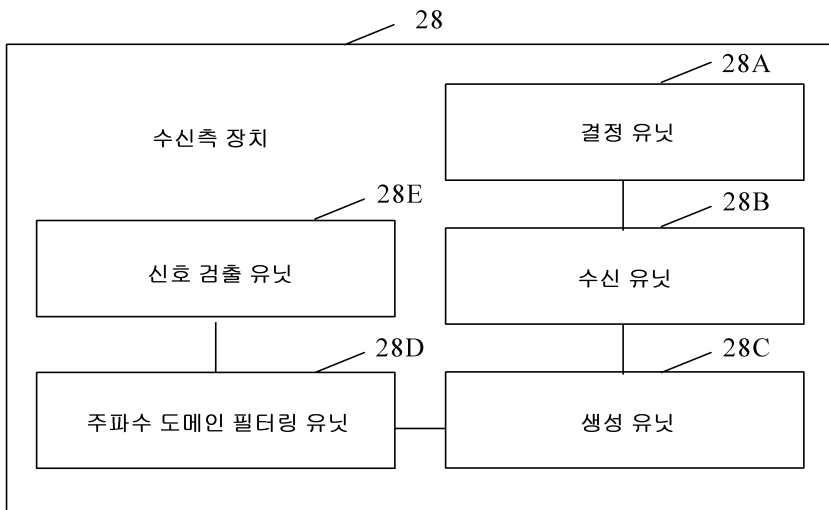 28
28A
수신측 장치
결정 유닛
28E
28B
신호 검출 유닛
수신 유닛
28D
28C
주파수 도메인 필터링 유닛
생성 유닛